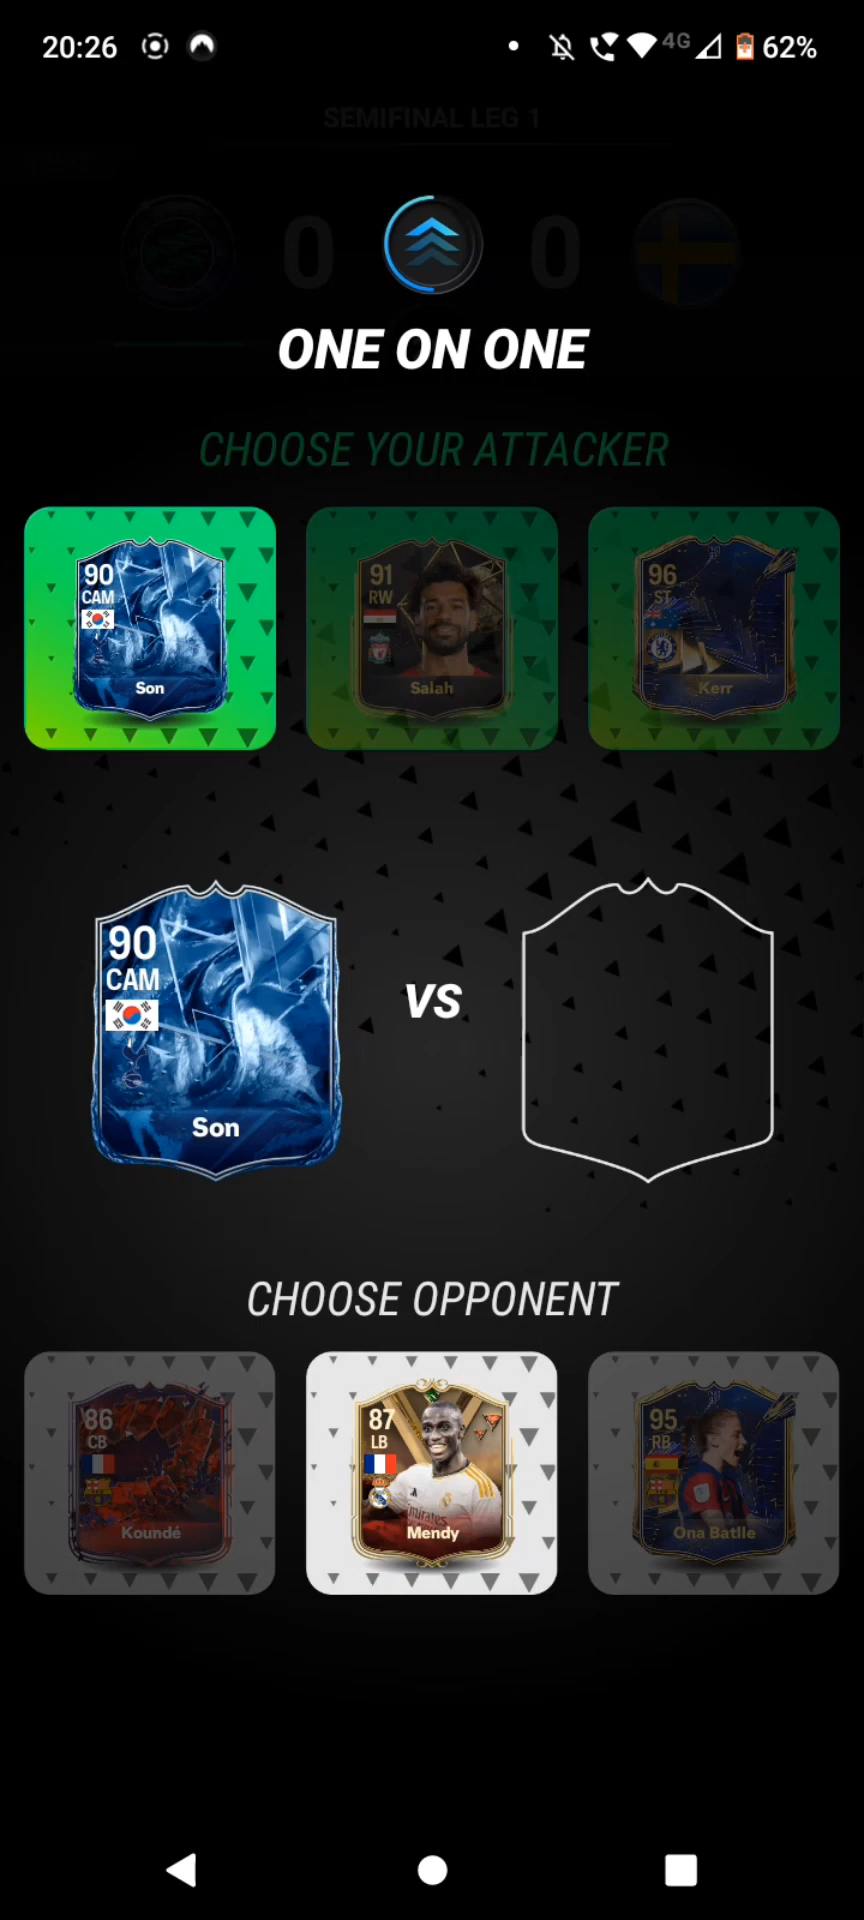 20:26 4G 62%
SEMIFINAL LEG 1
0 0
ONE ON ONE
CHOOSE YOUR ATTACKER
90 CAM Son
91 RW Salah
96 ST Kerr
90
CAM
Son
VS
CHOOSE OPPONENT
86 CB Koundé
87 LB Mendy
95 RB Ona Batlle